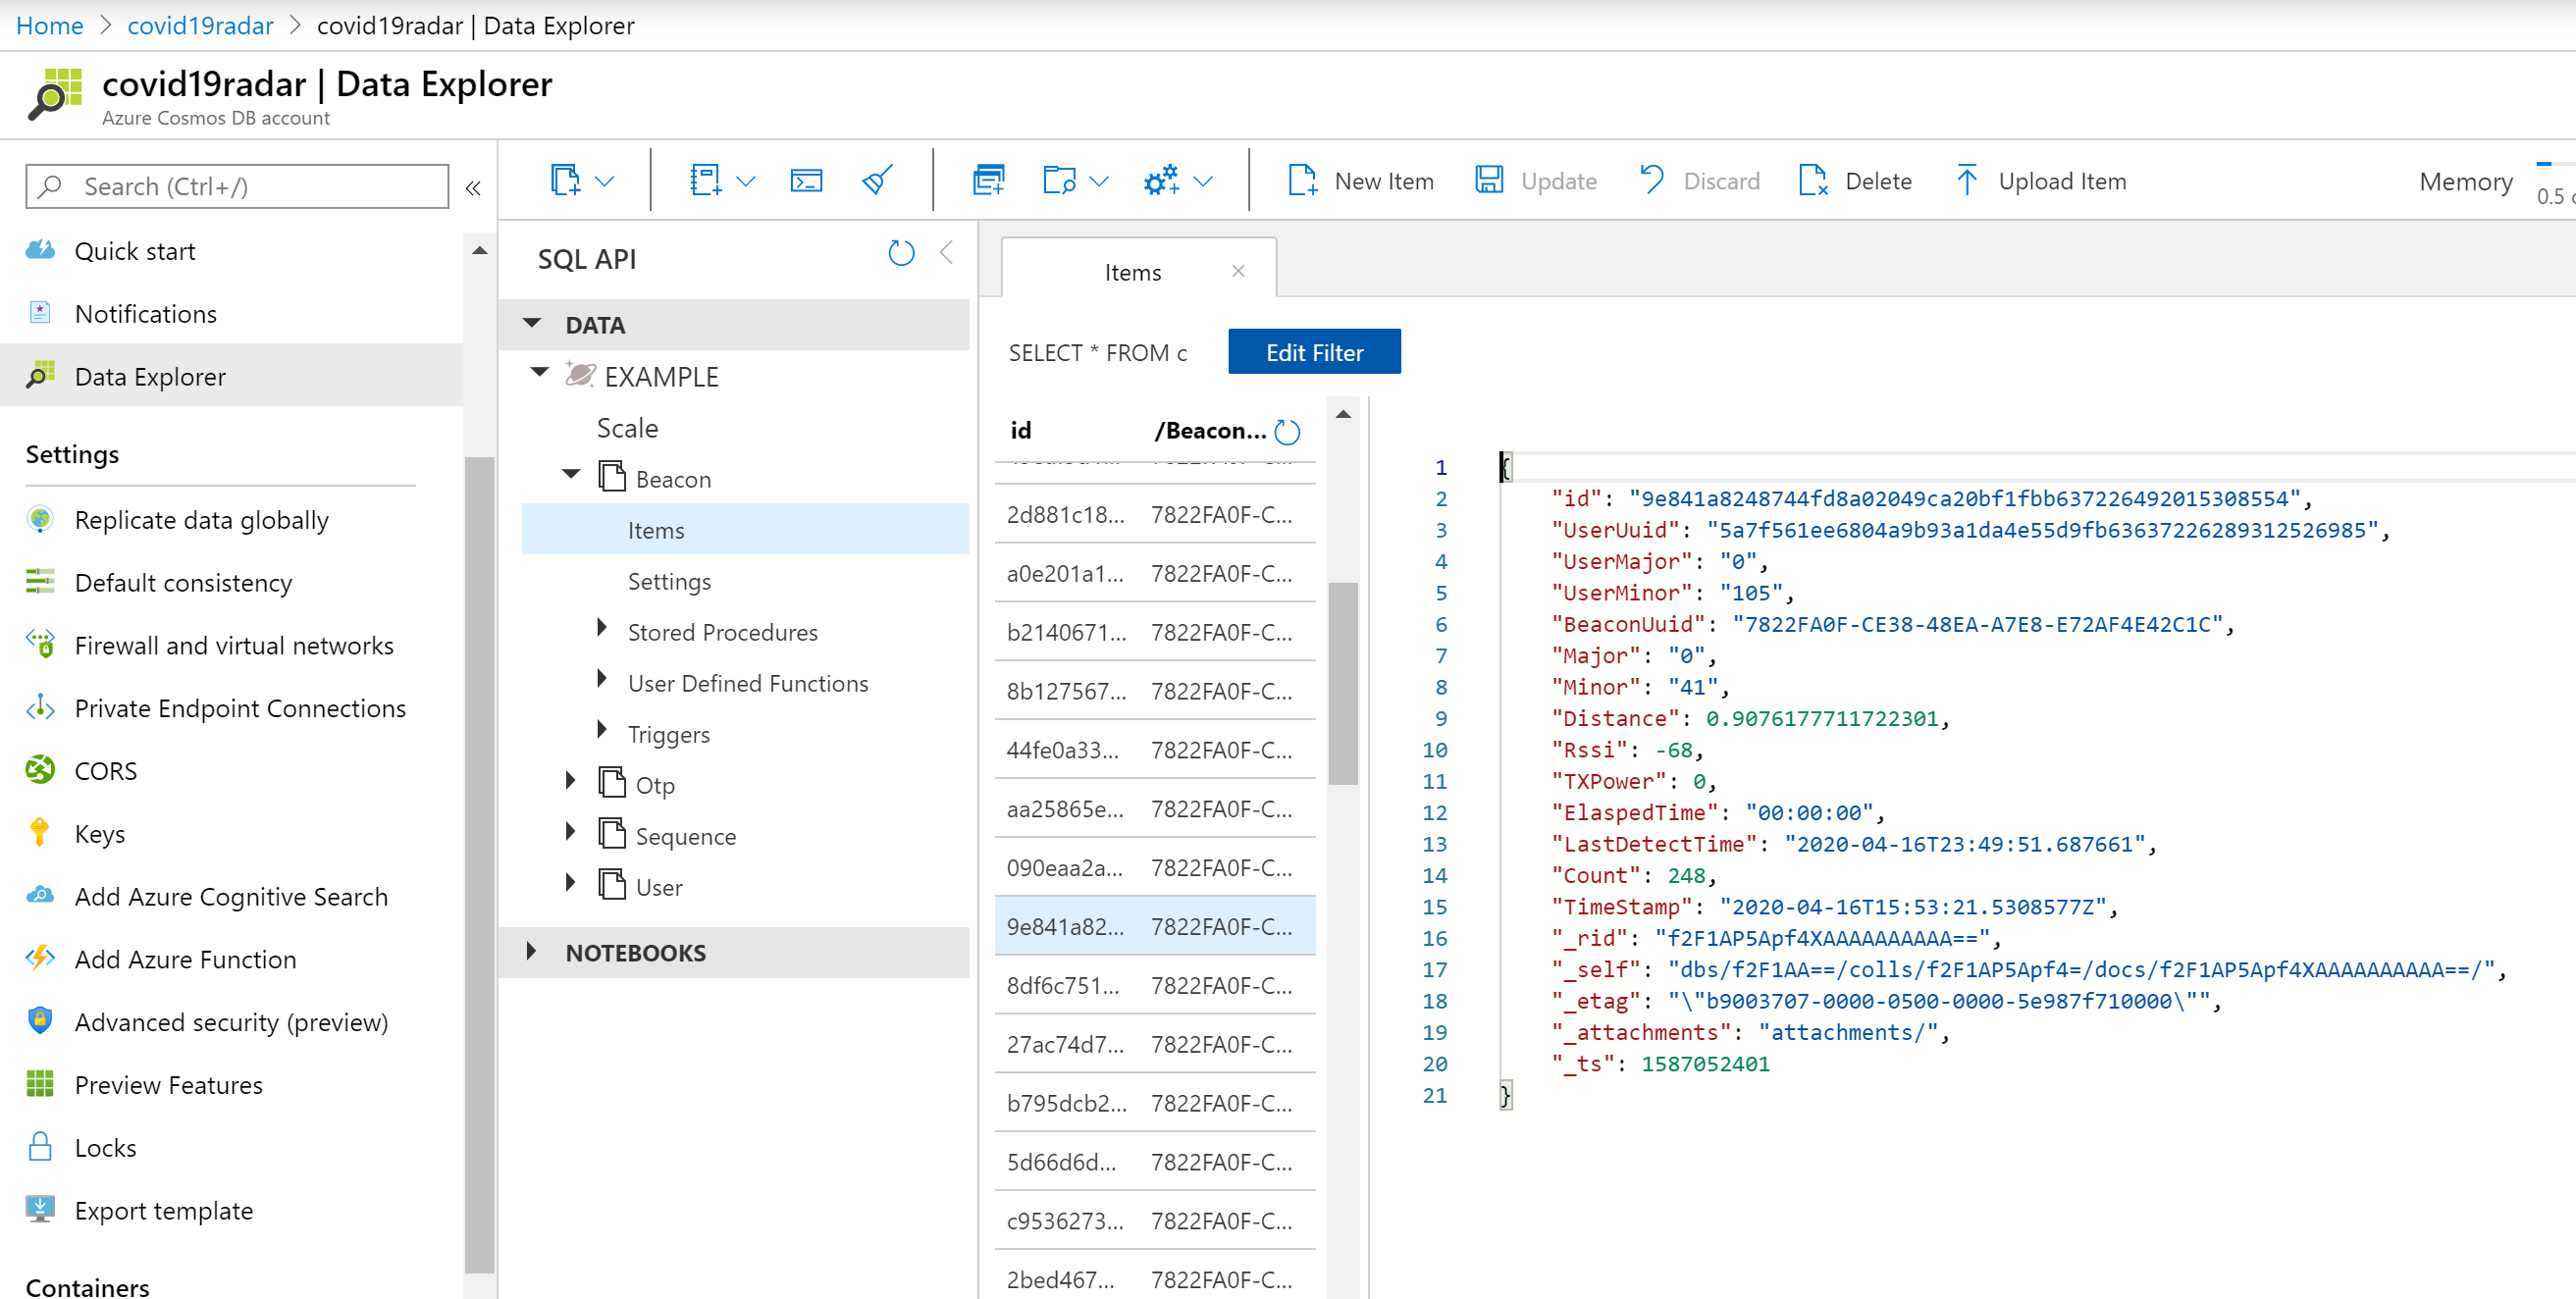 Home > covid19radar > covid19radar | Data Explorer
covid19radar | Data Explorer
Azure Cosmos DB account
Search (Ctrl+/)
«
Quick start
Notifications
Data Explorer
Settings
Replicate data globally
Default consistency
Firewall and virtual networks
Private Endpoint Connections
CORS
Keys
Add Azure Cognitive Search
Add Azure Function
Advanced security (preview)
Preview Features
Locks
Export template
Containers
New Item
Update
Discard
Delete
Upload Item
Memory
0.5
SQL API
DATA
EXAMPLE
Scale
Beacon
Items
Settings
Stored Procedures
User Defined Functions
Triggers
Otp
Sequence
User
NOTEBOOKS
Items
SELECT * FROM c
Edit Filter
id /Beacon...
2d881c18... 7822FA0F-C...
a0e201a1... 7822FA0F-C...
b2140671... 7822FA0F-C...
8b127567... 7822FA0F-C...
44fe0a33... 7822FA0F-C...
aa25865e... 7822FA0F-C...
090eaa2a... 7822FA0F-C...
9e841a82... 7822FA0F-C...
8df6c751... 7822FA0F-C...
27ac74d7... 7822FA0F-C...
b795dcb2... 7822FA0F-C...
5d66d6d... 7822FA0F-C...
c9536273... 7822FA0F-C...
2bed467... 7822FA0F-C...
1 {
2 "id": "9e841a8248744fd8a02049ca20bf1fbb637226492015308554",
3 "UserUuid": "5a7f561ee6804a9b93a1da4e55d9fb63637226289312526985",
4 "UserMajor": "0",
5 "UserMinor": "105",
6 "BeaconUuid": "7822FA0F-CE38-48EA-A7E8-E72AF4E42C1C",
7 "Major": "0",
8 "Minor": "41",
9 "Distance": 0.9076177711722301,
10 "Rssi": -68,
11 "TXPower": 0,
12 "ElaspedTime": "00:00:00",
13 "LastDetectTime": "2020-04-16T23:49:51.687661",
14 "Count": 248,
15 "TimeStamp": "2020-04-16T15:53:21.5308577Z",
16 "_rid": "f2F1AP5Apf4XAAAAAAAAAA==",
17 "_self": "dbs/f2F1AA==/colls/f2F1AP5Apf4=/docs/f2F1AP5Apf4XAAAAAAAAAA==/",
18 "_etag": "\"b9003707-0000-0500-0000-5e987f710000\"",
19 "_attachments": "attachments/",
20 "_ts": 1587052401
21 }